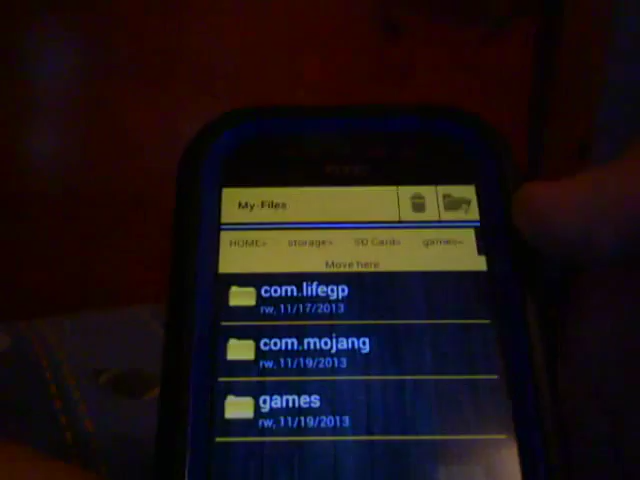 My-Files
HOME» storage» SD Card» games»
Move here
com.lifegp
rw, 11/17/2013
com.mojang
rw, 11/19/2013
games
rw, 11/19/2013